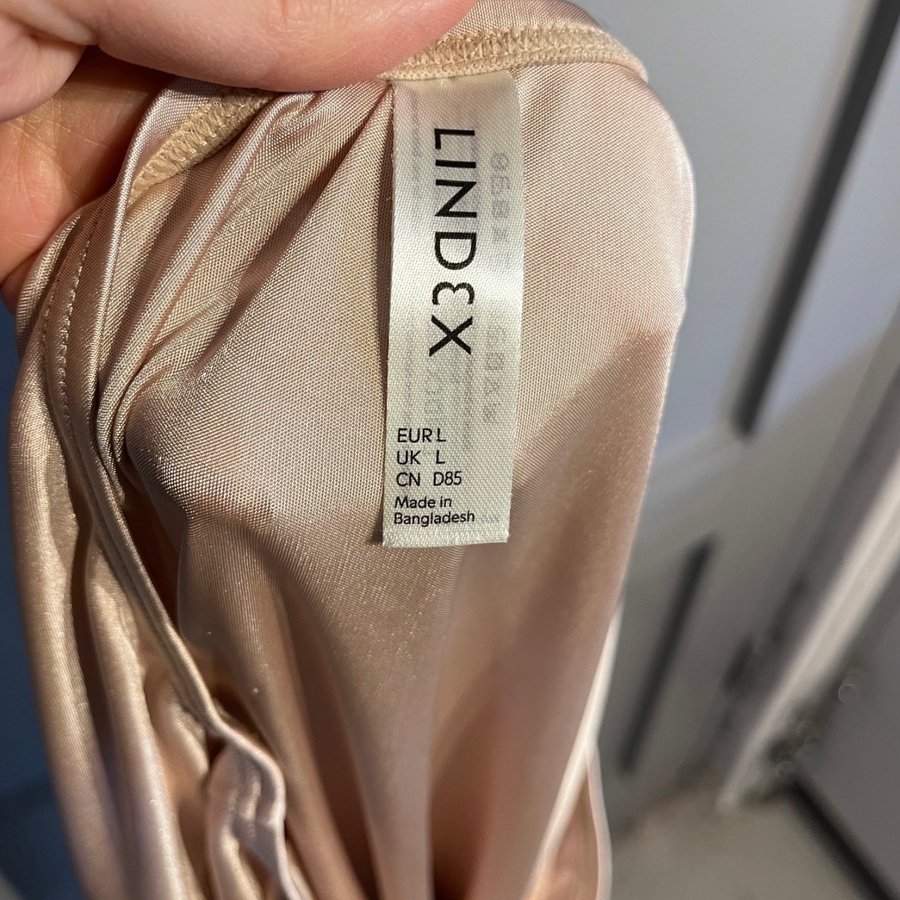 LINDEX
EUR L
UK L
CN D85
Made in
Bangladesh